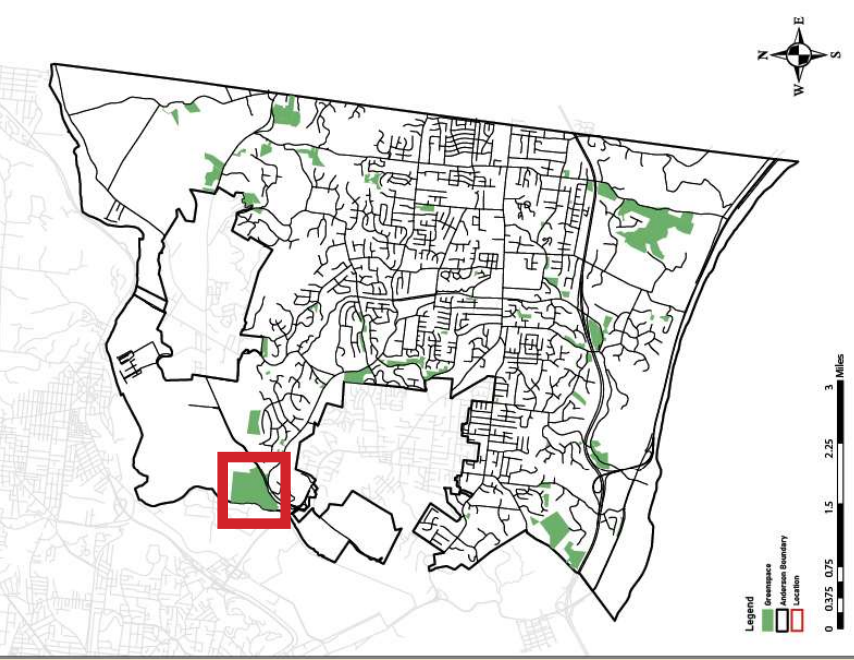 N
E
S
W
Legend
Greenspace
Anderson Boundary
Location
0 0.375 0.75 1.5 2.25 3
Miles